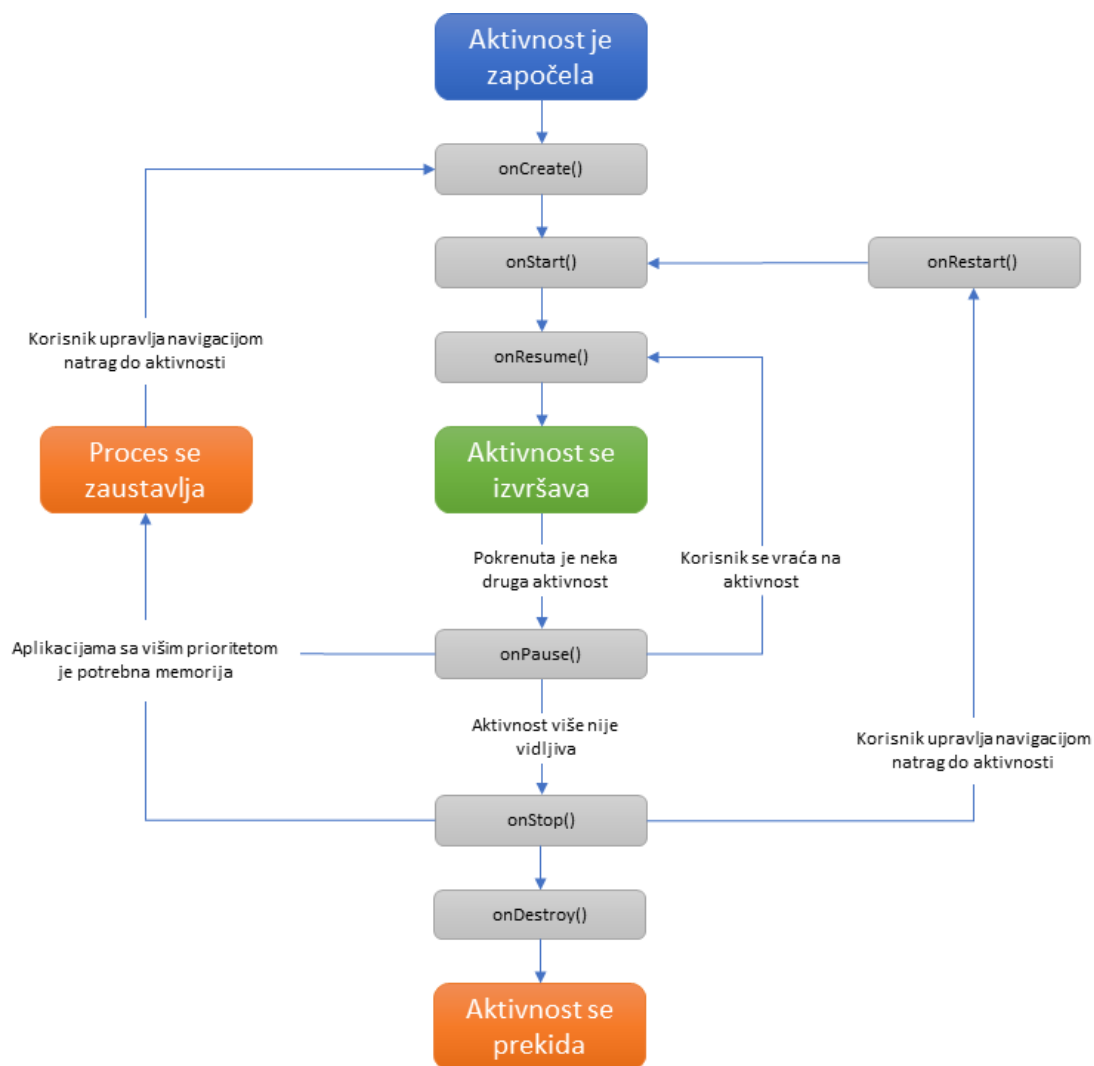 Aktivnost je
započela
onCreate()
onStart()
onRestart()
Korisnik upravlja navigacijom
natrag do aktivnosti
onResume()
Proces se
zaustavlja
Aktivnost se
izvršava
Pokrenuta je neka
druga aktivnost
Korisnik se vraća na
aktivnost
Aplikacijama sa višim prioritetom
je potrebna memorija
onPause()
Aktivnost više nije
vidljiva
Korisnik upravlja navigacijom
natrag do aktivnosti
onStop()
onDestroy()
Aktivnost se
prekida